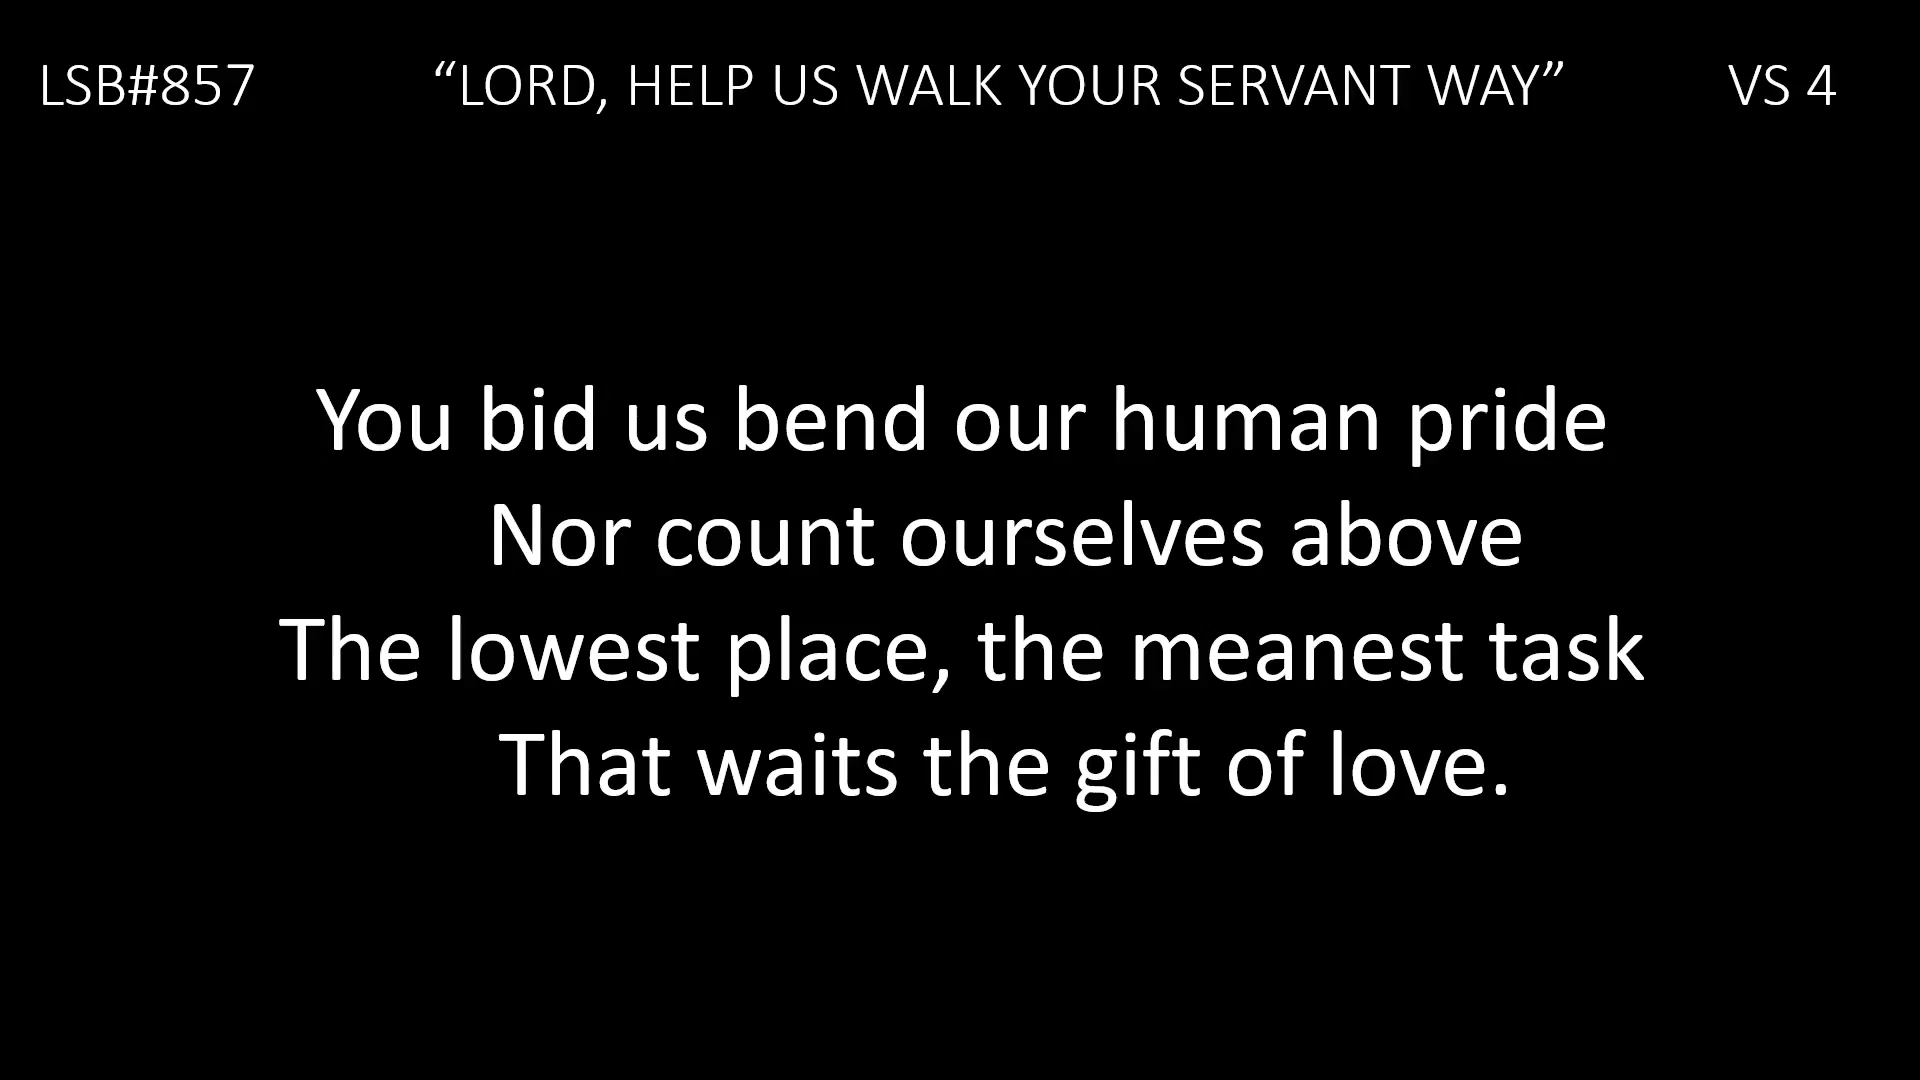 LSB#857 “LORD, HELP US WALK YOUR SERVANT WAY” VS 4
You bid us bend our human pride
Nor count ourselves above
The lowest place, the meanest task
That waits the gift of love.